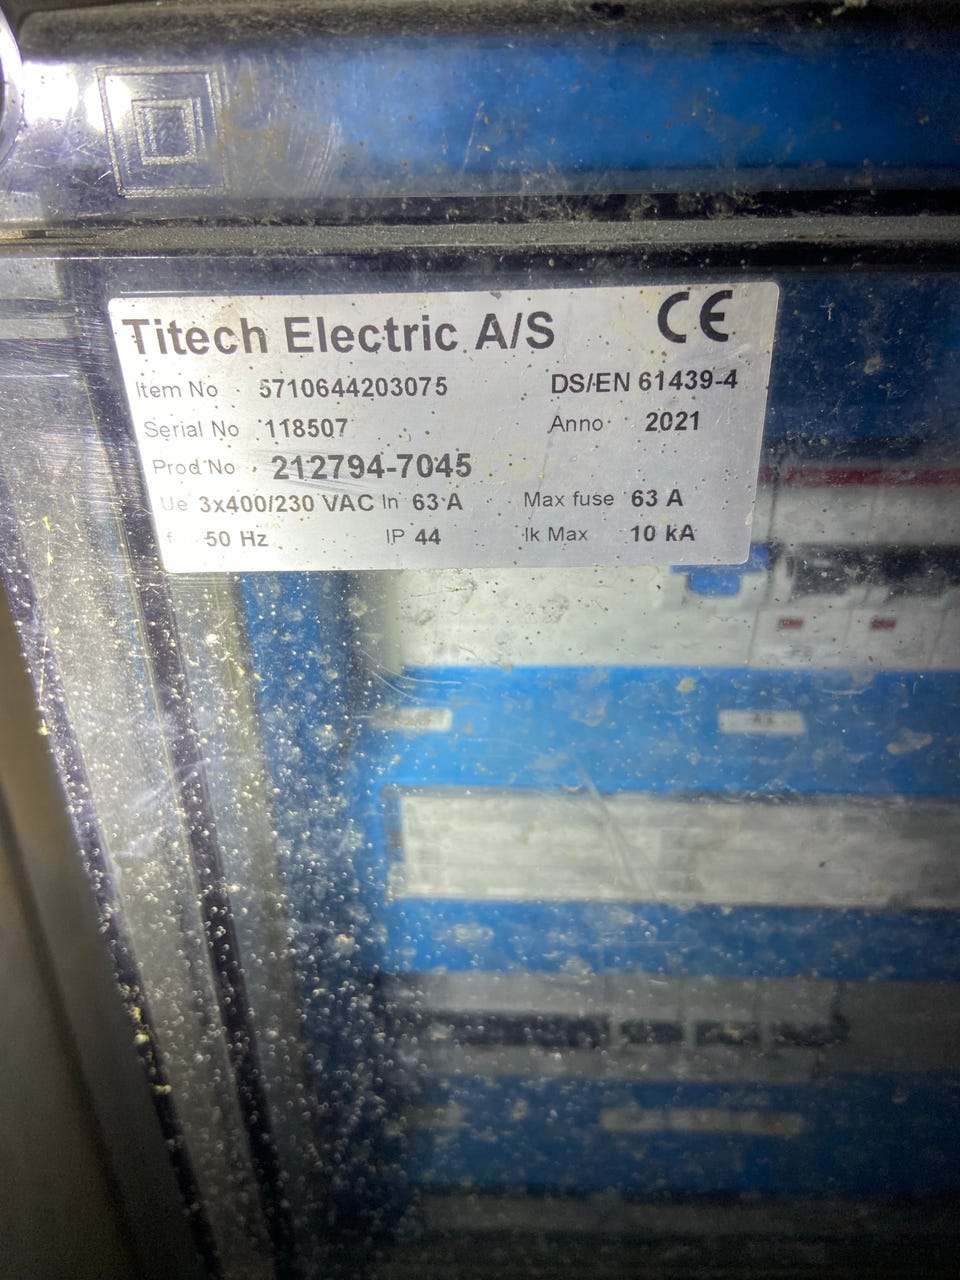 Titech Electric A/S CE
Item No 5710644203075 DS/EN 61439-4
Serial No 118507 Anno 2021
Prod No 212794-7045
Ue 3x400/230 VAC In 63 A Max fuse 63 A
f 50 Hz IP 44 Ik Max 10 kA